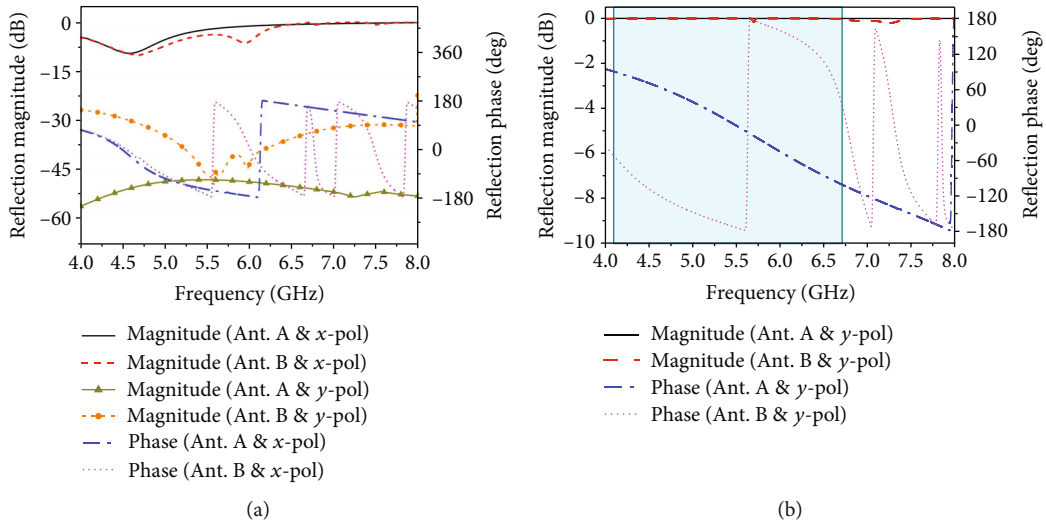 0
−15
−30
−45
−60
360
180
0
−180
4.0 4.5 5.0 5.5 6.0 6.5 7.0 7.5 8.0
Reflection magnitude (dB)
Reflection phase (deg)
Frequency (GHz)
Magnitude (Ant. A & x-pol)
Magnitude (Ant. B & x-pol)
Magnitude (Ant. A & y-pol)
Magnitude (Ant. B & y-pol)
Phase (Ant. A & x-pol)
Phase (Ant. B & x-pol)
(a)
0
−2
−4
−6
−8
−10
180
120
60
0
−60
−120
−180
4.0 4.5 5.0 5.5 6.0 6.5 7.0 7.5 8.0
Reflection magnitude (dB)
Reflection phase (deg)
Frequency (GHz)
Magnitude (Ant. A & y-pol)
Magnitude (Ant. B & y-pol)
Phase (Ant. A & y-pol)
Phase (Ant. B & y-pol)
(b)